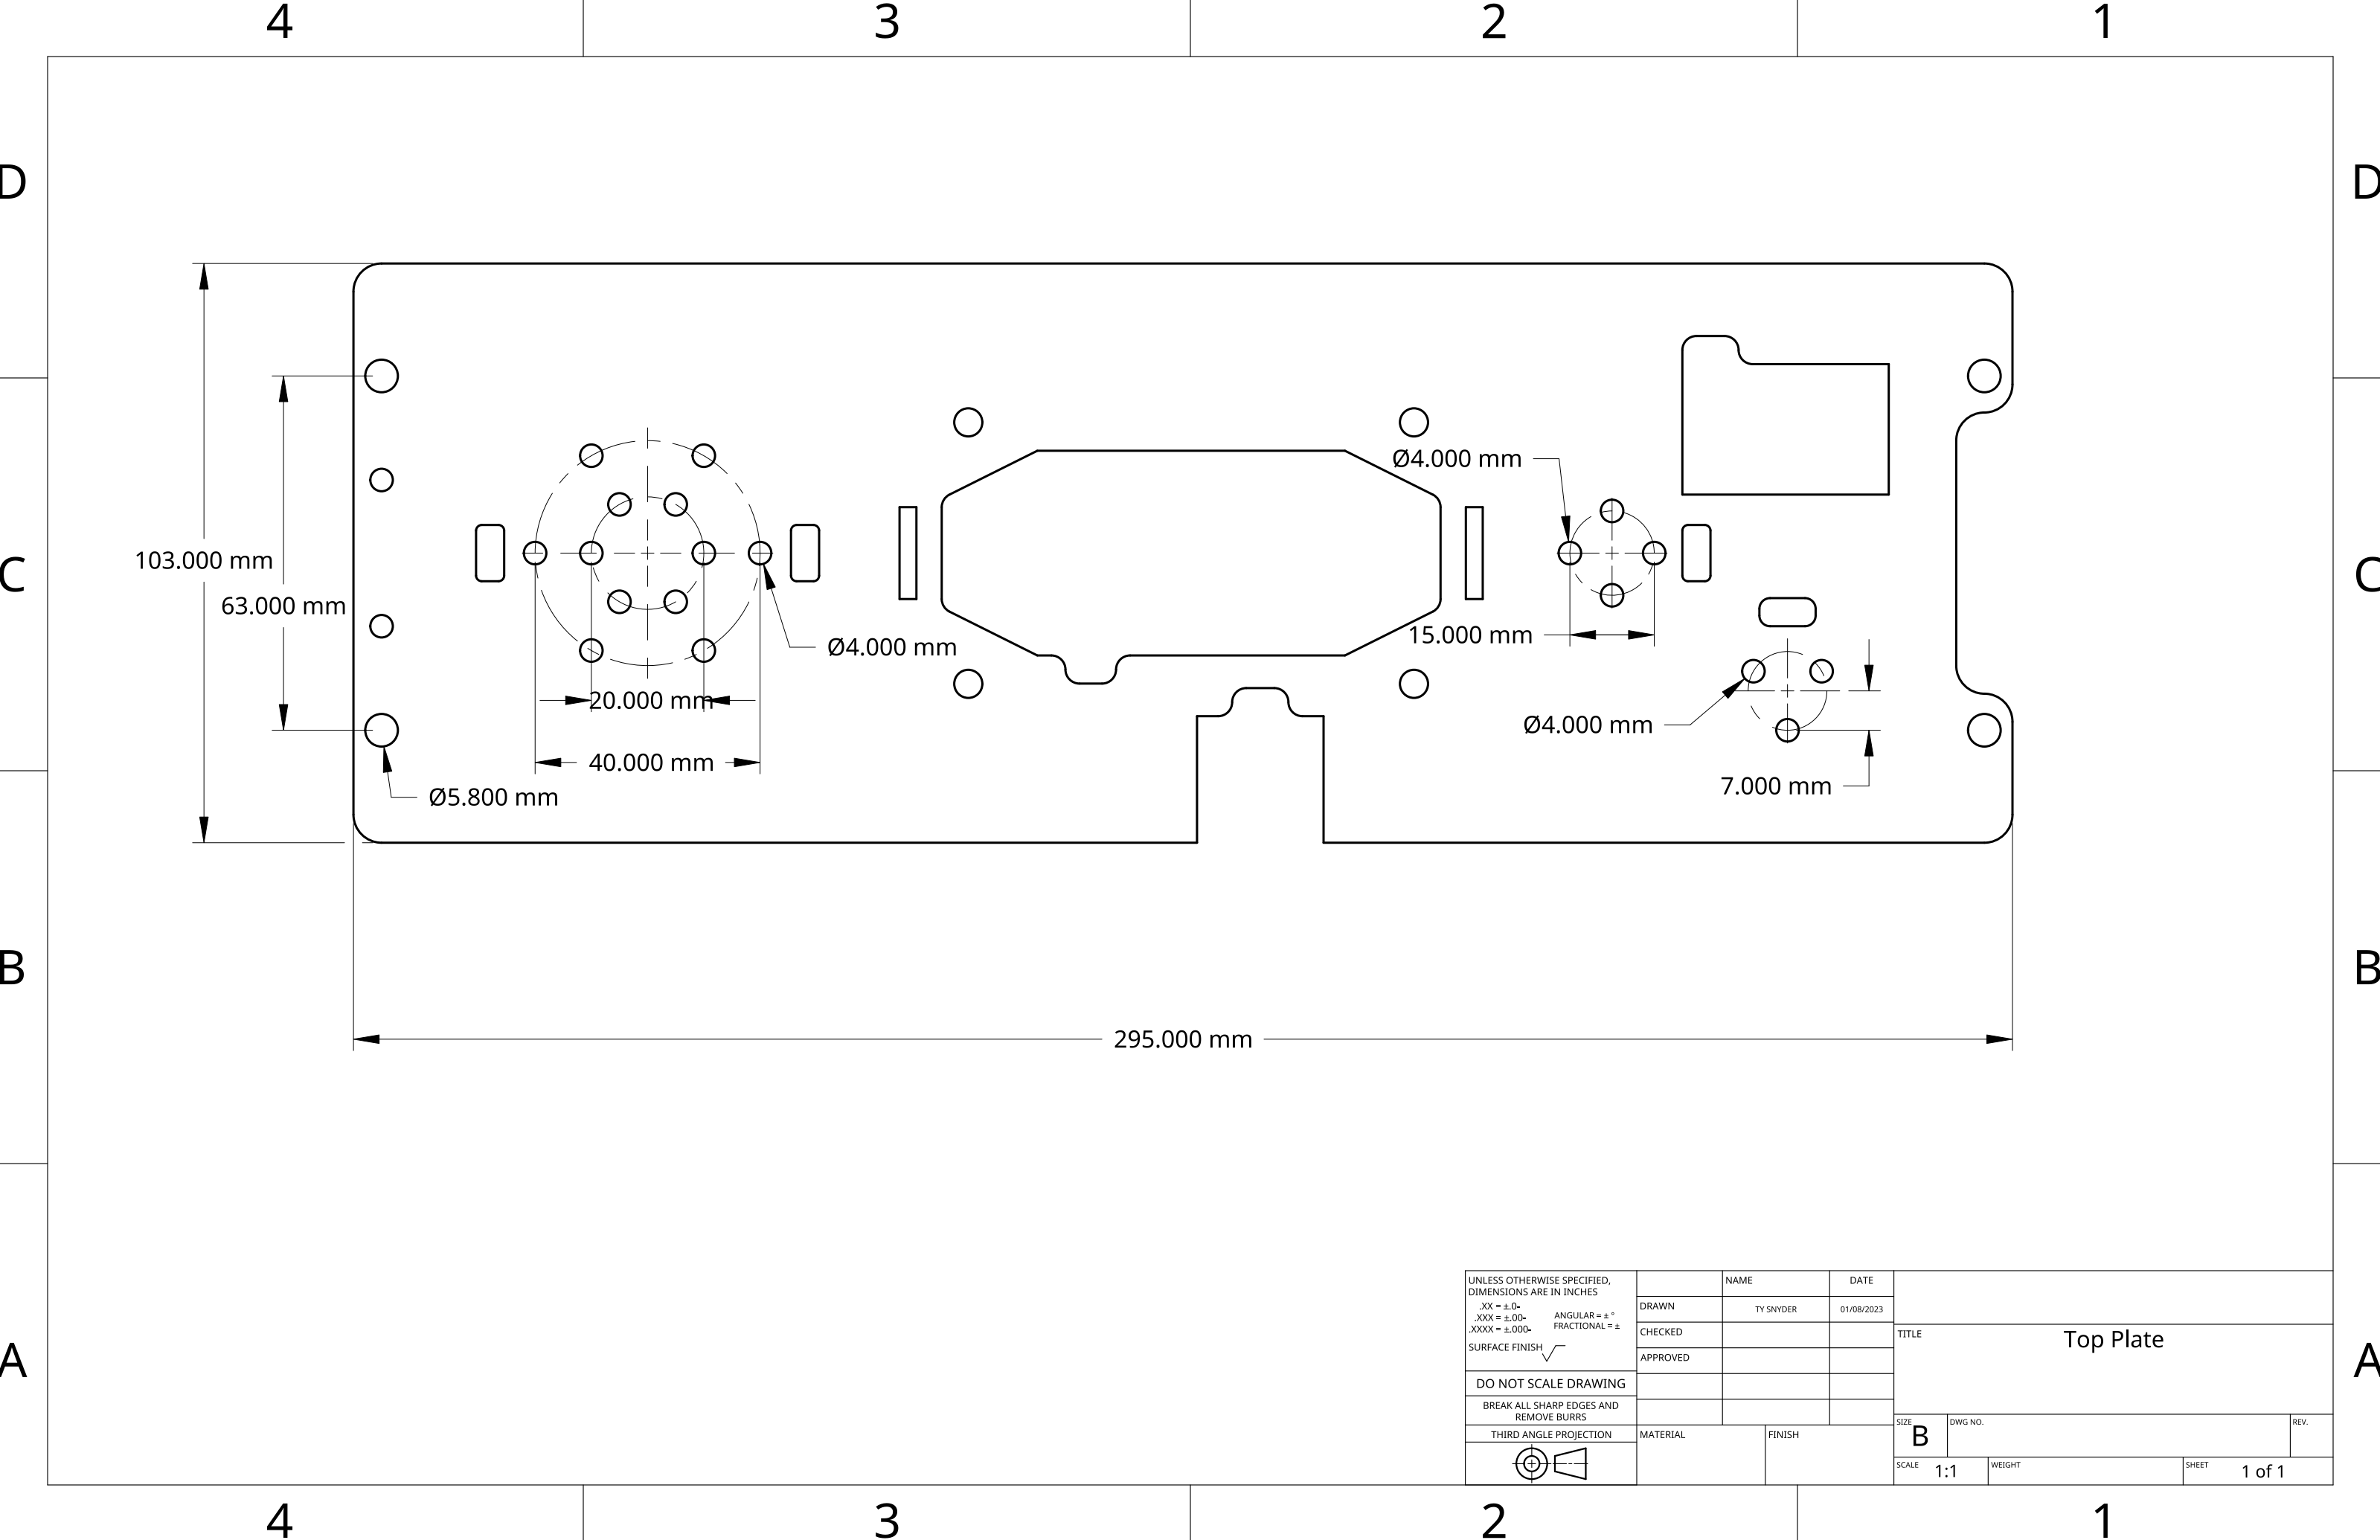 4 3 2 1
D D
Ø4.000 mm
103.000 mm
C C
63.000 mm
15.000 mm
Ø4.000 mm
20.000 mm
Ø4.000 mm
40.000 mm
7.000 mm
Ø5.800 mm
B B
295.000 mm
UNLESS OTHERWISE SPECIFIED,
DIMENSIONS ARE IN INCHES
.XX = ±.0-
.XXX = ±.00-
.XXXX = ±.000-
ANGULAR = ± °
FRACTIONAL = ±
SURFACE FINISH
DO NOT SCALE DRAWING
BREAK ALL SHARP EDGES AND
REMOVE BURRS
THIRD ANGLE PROJECTION
NAME DATE
DRAWN TY SNYDER 01/08/2023
CHECKED
APPROVED
MATERIAL FINISH
TITLE Top Plate
SIZE B DWG NO. REV.
SCALE 1:1 WEIGHT SHEET 1 of 1
A A
4 3 2 1